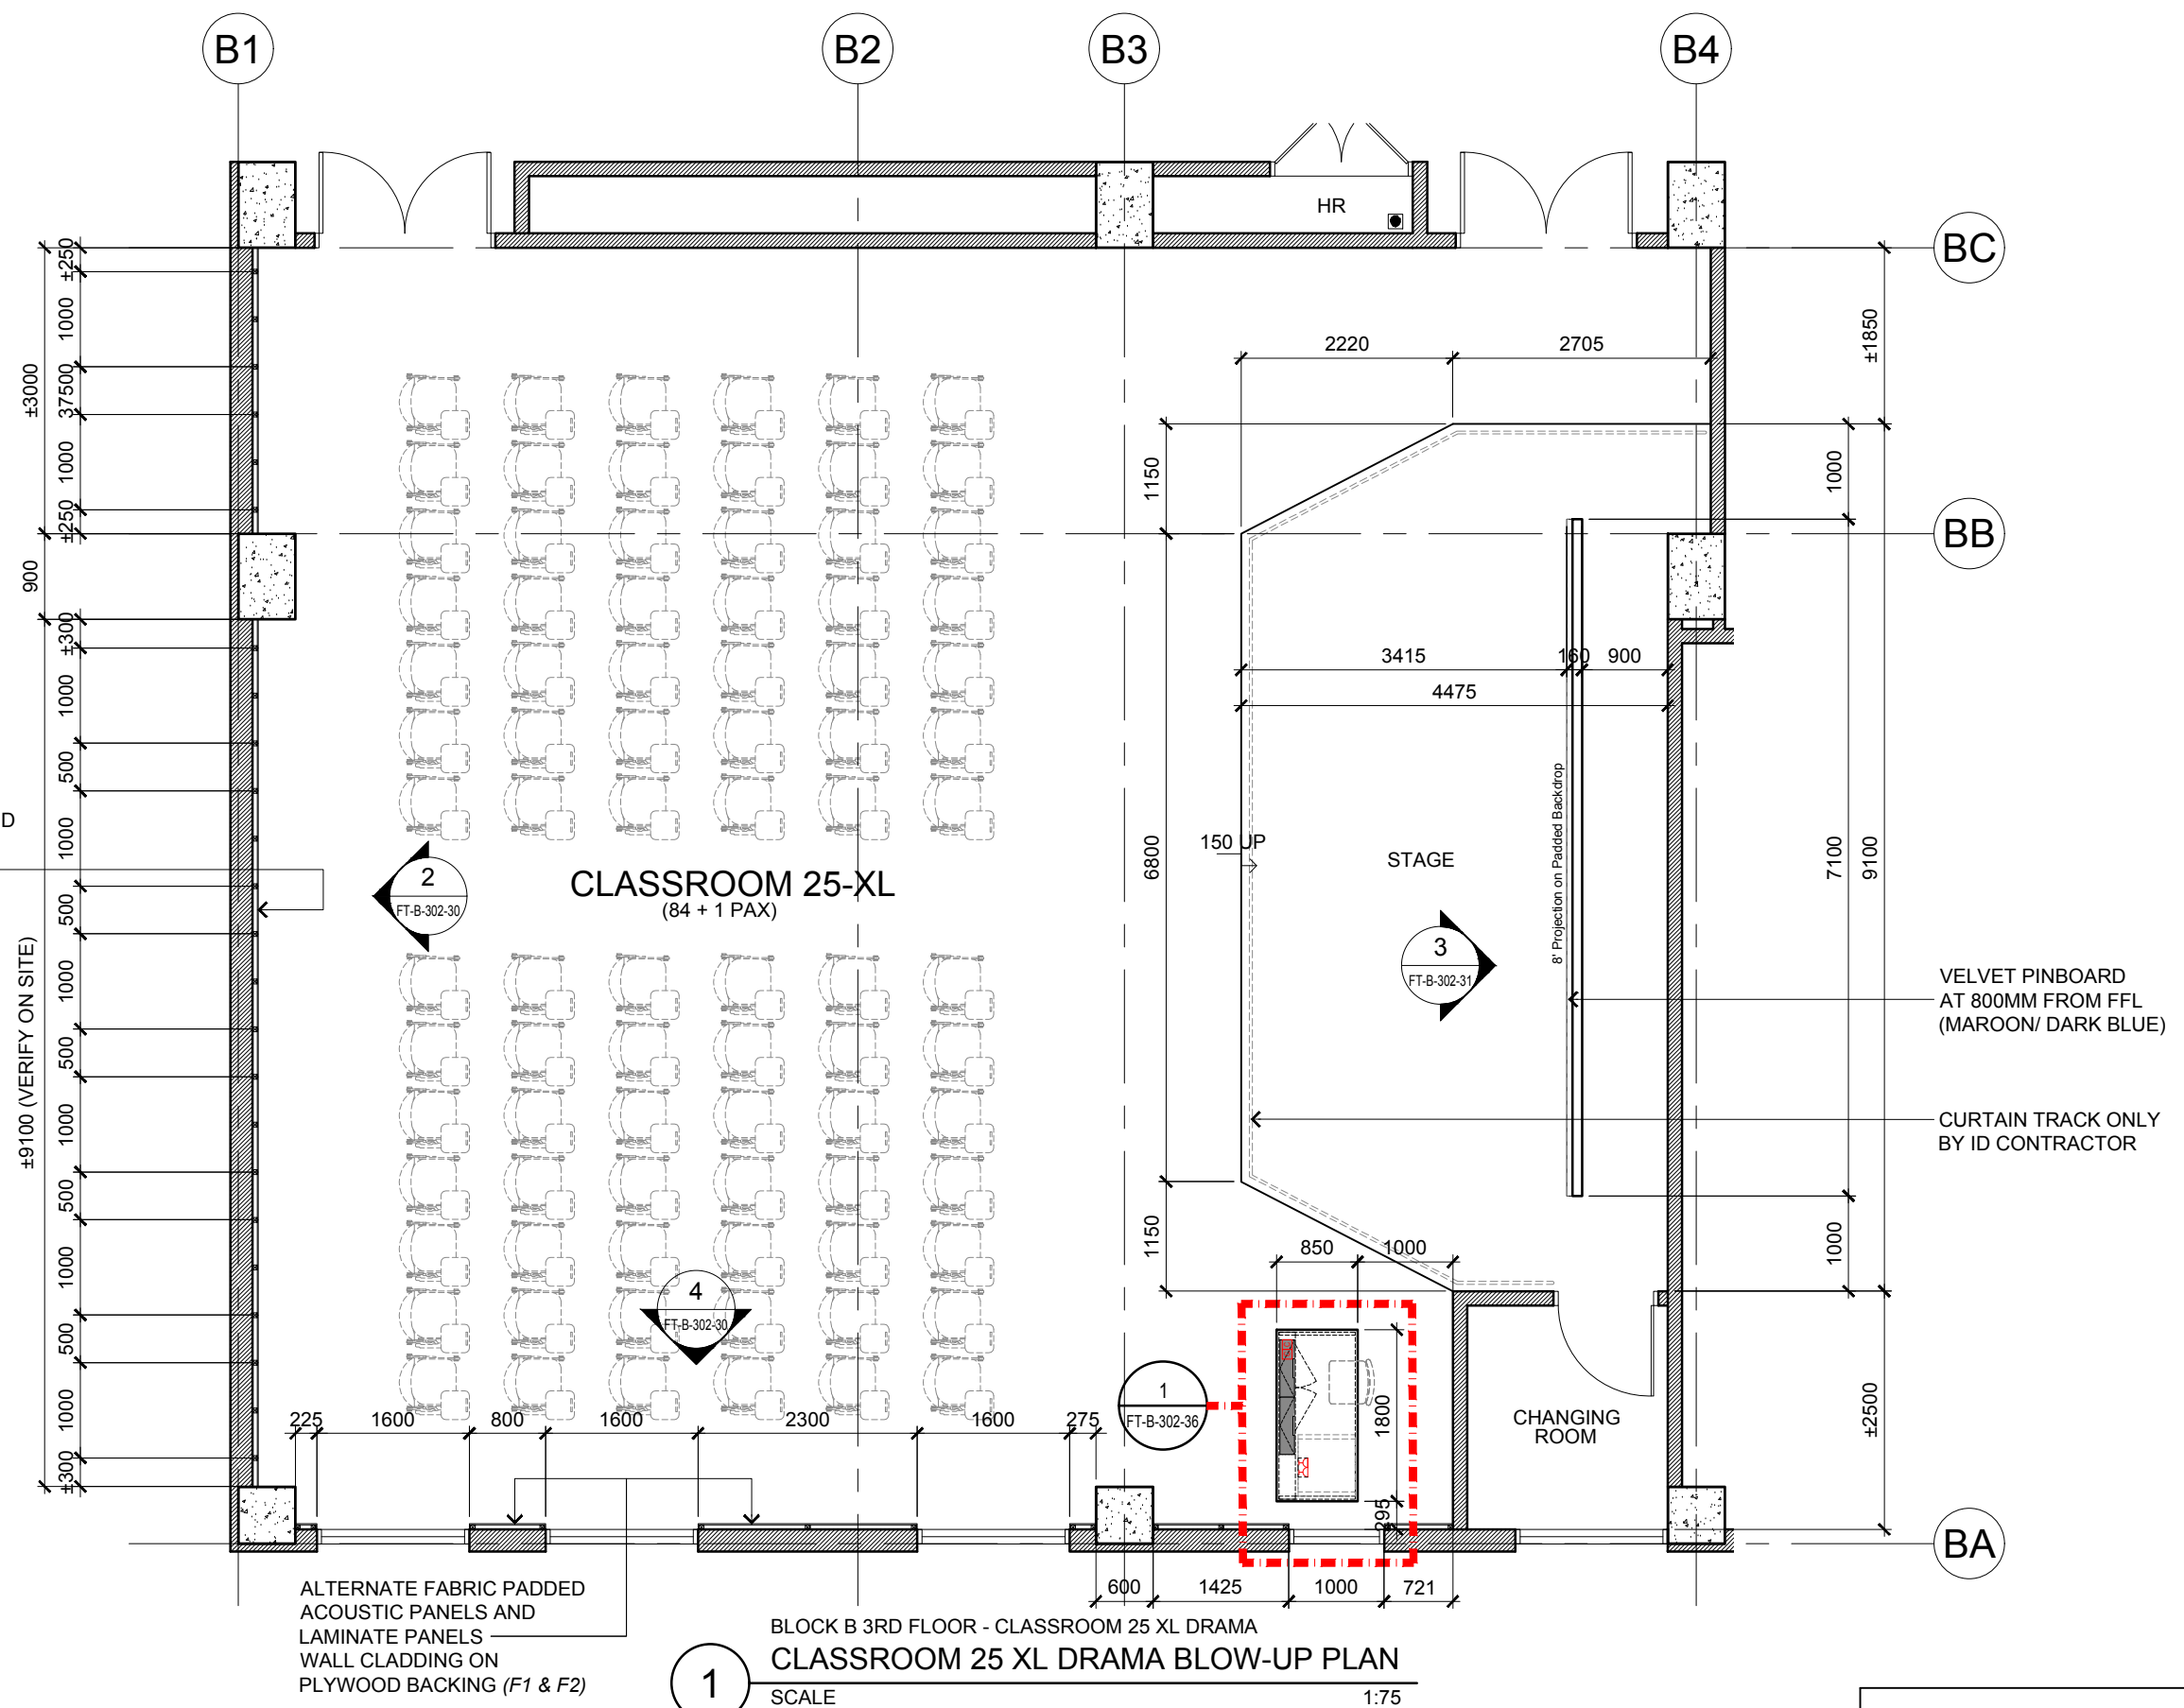 B1
B2
B3
B4
HR
BC
BB
BA
±250
1000
37500
1000
±250
±3000
900
±300
1000
500
1000
500
1000
500
1000
500
1000
500
1000
±300
±9100 (VERIFY ON SITE)
D
2220
2705
±1850
1150
1000
3415
160
900
4475
6800
7100
9100
150 UP
STAGE
8' Projection on Padded Backdrop
CLASSROOM 25-XL
(84 + 1 PAX)
2
FT-B-302-30
3
FT-B-302-31
VELVET PINBOARD
AT 800MM FROM FFL
(MAROON/ DARK BLUE)
CURTAIN TRACK ONLY
BY ID CONTRACTOR
1150
850
1000
1000
4
FT-B-302-30
1
FT-B-302-36
1800
295
CHANGING
ROOM
±2500
225
1600
800
1600
2300
1600
275
600
1425
1000
721
ALTERNATE FABRIC PADDED
ACOUSTIC PANELS AND
LAMINATE PANELS
WALL CLADDING ON
PLYWOOD BACKING (F1 & F2)
BLOCK B 3RD FLOOR - CLASSROOM 25 XL DRAMA
1
CLASSROOM 25 XL DRAMA BLOW-UP PLAN
SCALE 1:75